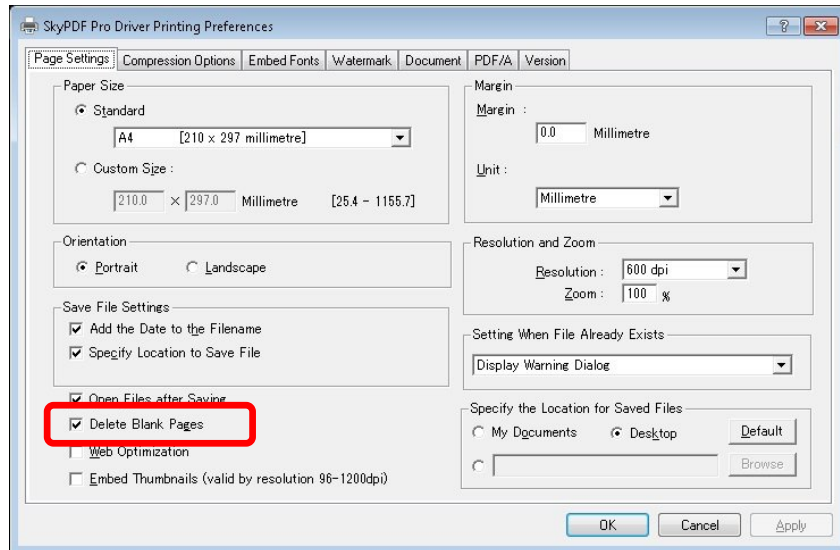 SkyPDF Pro Driver Printing Preferences
Page Settings Compression Options Embed Fonts Watermark Document PDF/A Version
Paper Size
Standard
A4 [210 x 297 millimetre]
Custom Size :
210.0 × 297.0 Millimetre [25.4 - 1155.7]
Orientation
Portrait Landscape
Save File Settings
Add the Date to the Filename
Specify Location to Save File
Open Files after Saving
Delete Blank Pages
Web Optimization
Embed Thumbnails (valid by resolution 96-1200dpi)
Margin
Margin :
0.0 Millimetre
Unit :
Millimetre
Resolution and Zoom
Resolution : 600 dpi
Zoom : 100 %
Setting When File Already Exists
Display Warning Dialog
Specify the Location for Saved Files
My Documents Desktop Default
Browse
OK Cancel Apply